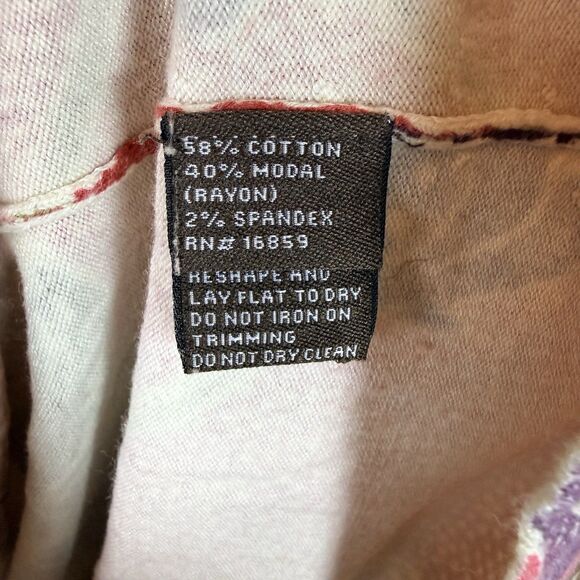 58% COTTON
40% MODAL
(RAYON)
2% SPANDEX
RN# 16859
RESHAPE AND
LAY FLAT TO DRY
DO NOT IRON ON
TRIMMING
DO NOT DRY CLEAN